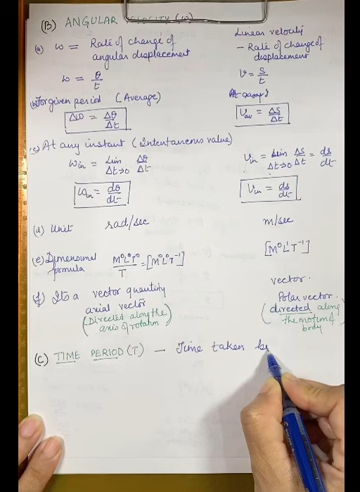 (B) ANGULAR VELOCITY (ω)
Linear velocity
(a) ω = Rate of change of angular displacement
- Rate of change of displacement
ω = θ/t
v = s/t
(b) For given period (Average)
Δω = Δθ/Δt
Vav = Δs/Δt
(c) At any instant (Intentaneous value)
ωin = Lim Δt→0 Δθ/Δt
Vin = Lim Δt→0 Δs/Δt = ds/dt
ωin = dθ/dt
Vin = ds/dt
(d) Unit rad/sec
m/sec
(e) Dimensional formula M⁰L⁰T⁰/T = [M⁰L⁰T⁻¹]
[M⁰L¹T⁻¹]
(f) Its a vector quantity
vector.
axial vector
Polar vector.
(Directed along the axis of rotation)
(directed along the motion of body)
(C) TIME PERIOD (T) — Time taken